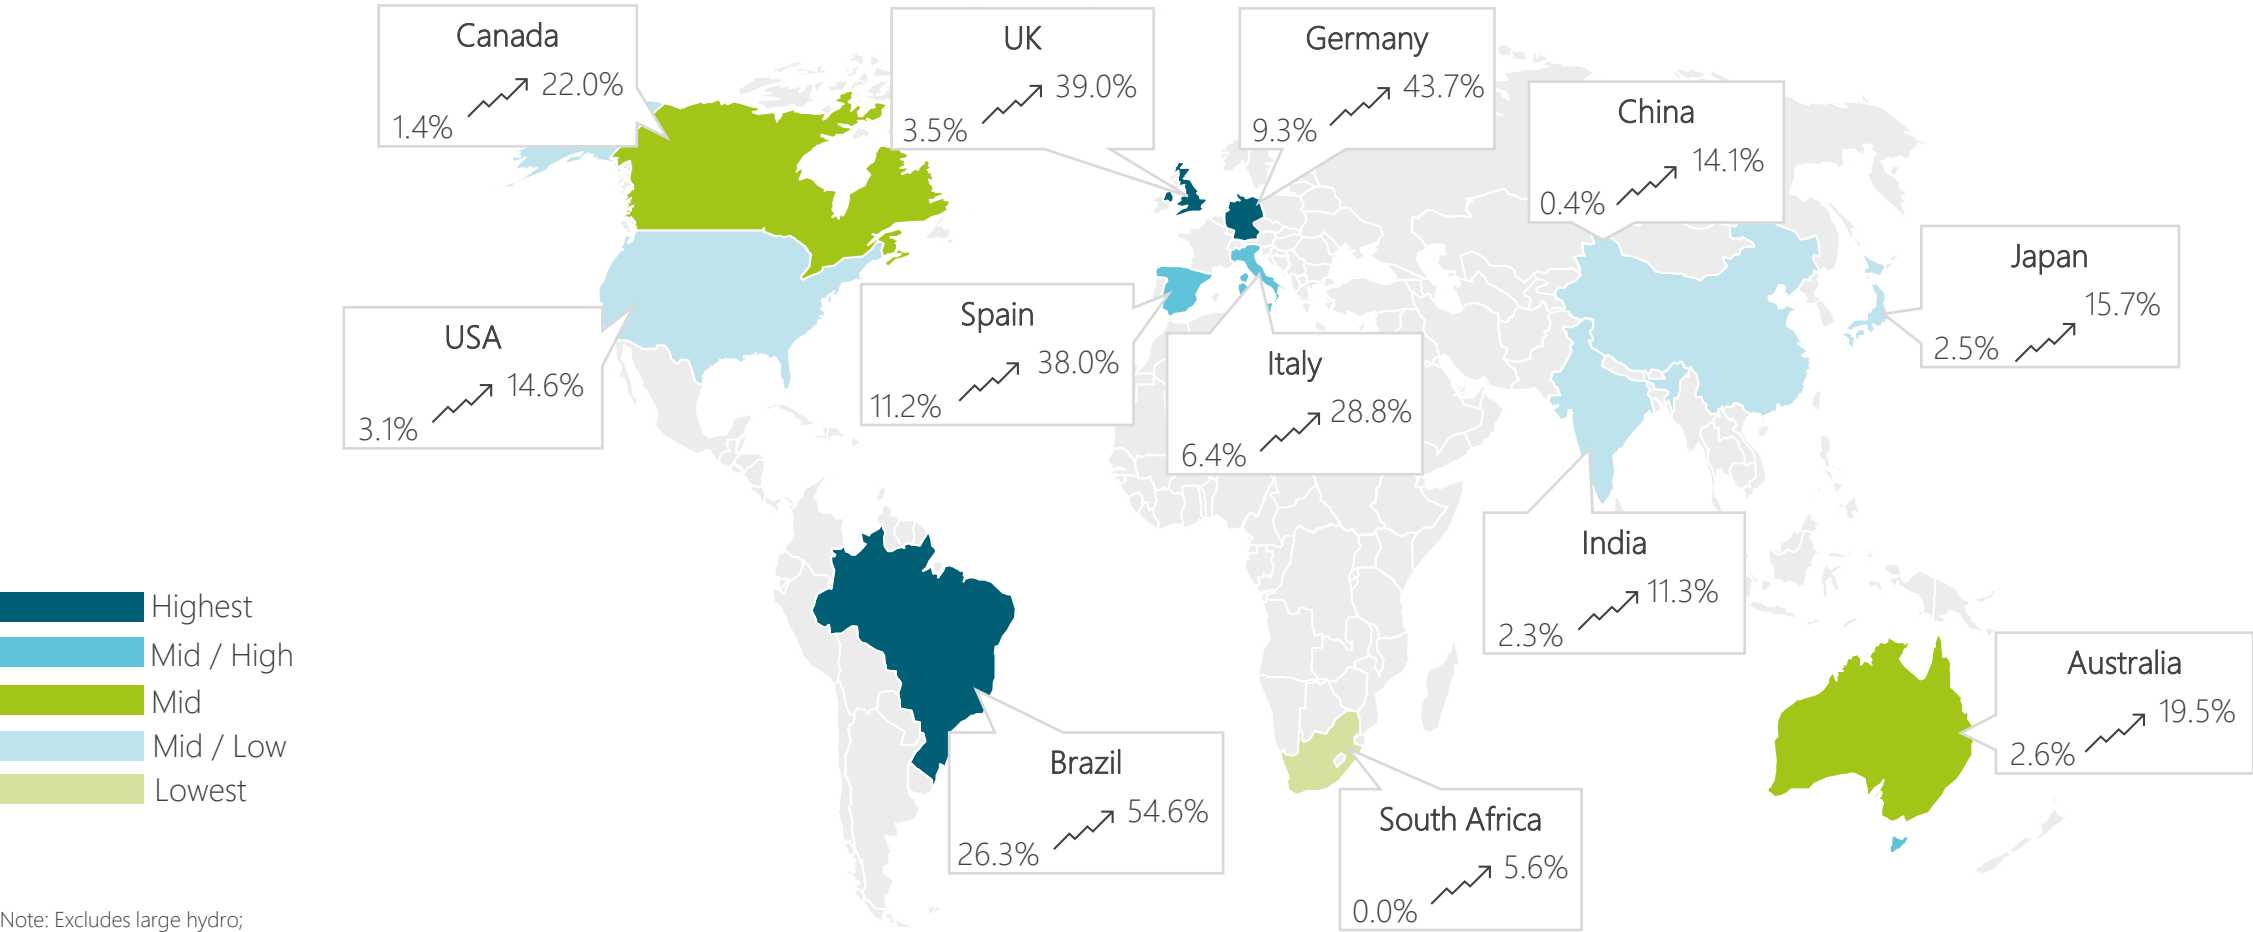 Canada
22.0%
1.4%
UK
39.0%
3.5%
Germany
43.7%
9.3%
China
14.1%
0.4%
Japan
15.7%
2.5%
USA
14.6%
3.1%
Spain
38.0%
11.2%
Italy
28.8%
6.4%
India
11.3%
2.3%
Australia
19.5%
2.6%
Brazil
54.6%
26.3%
South Africa
5.6%
0.0%
Highest
Mid / High
Mid
Mid / Low
Lowest
Note: Excludes large hydro;